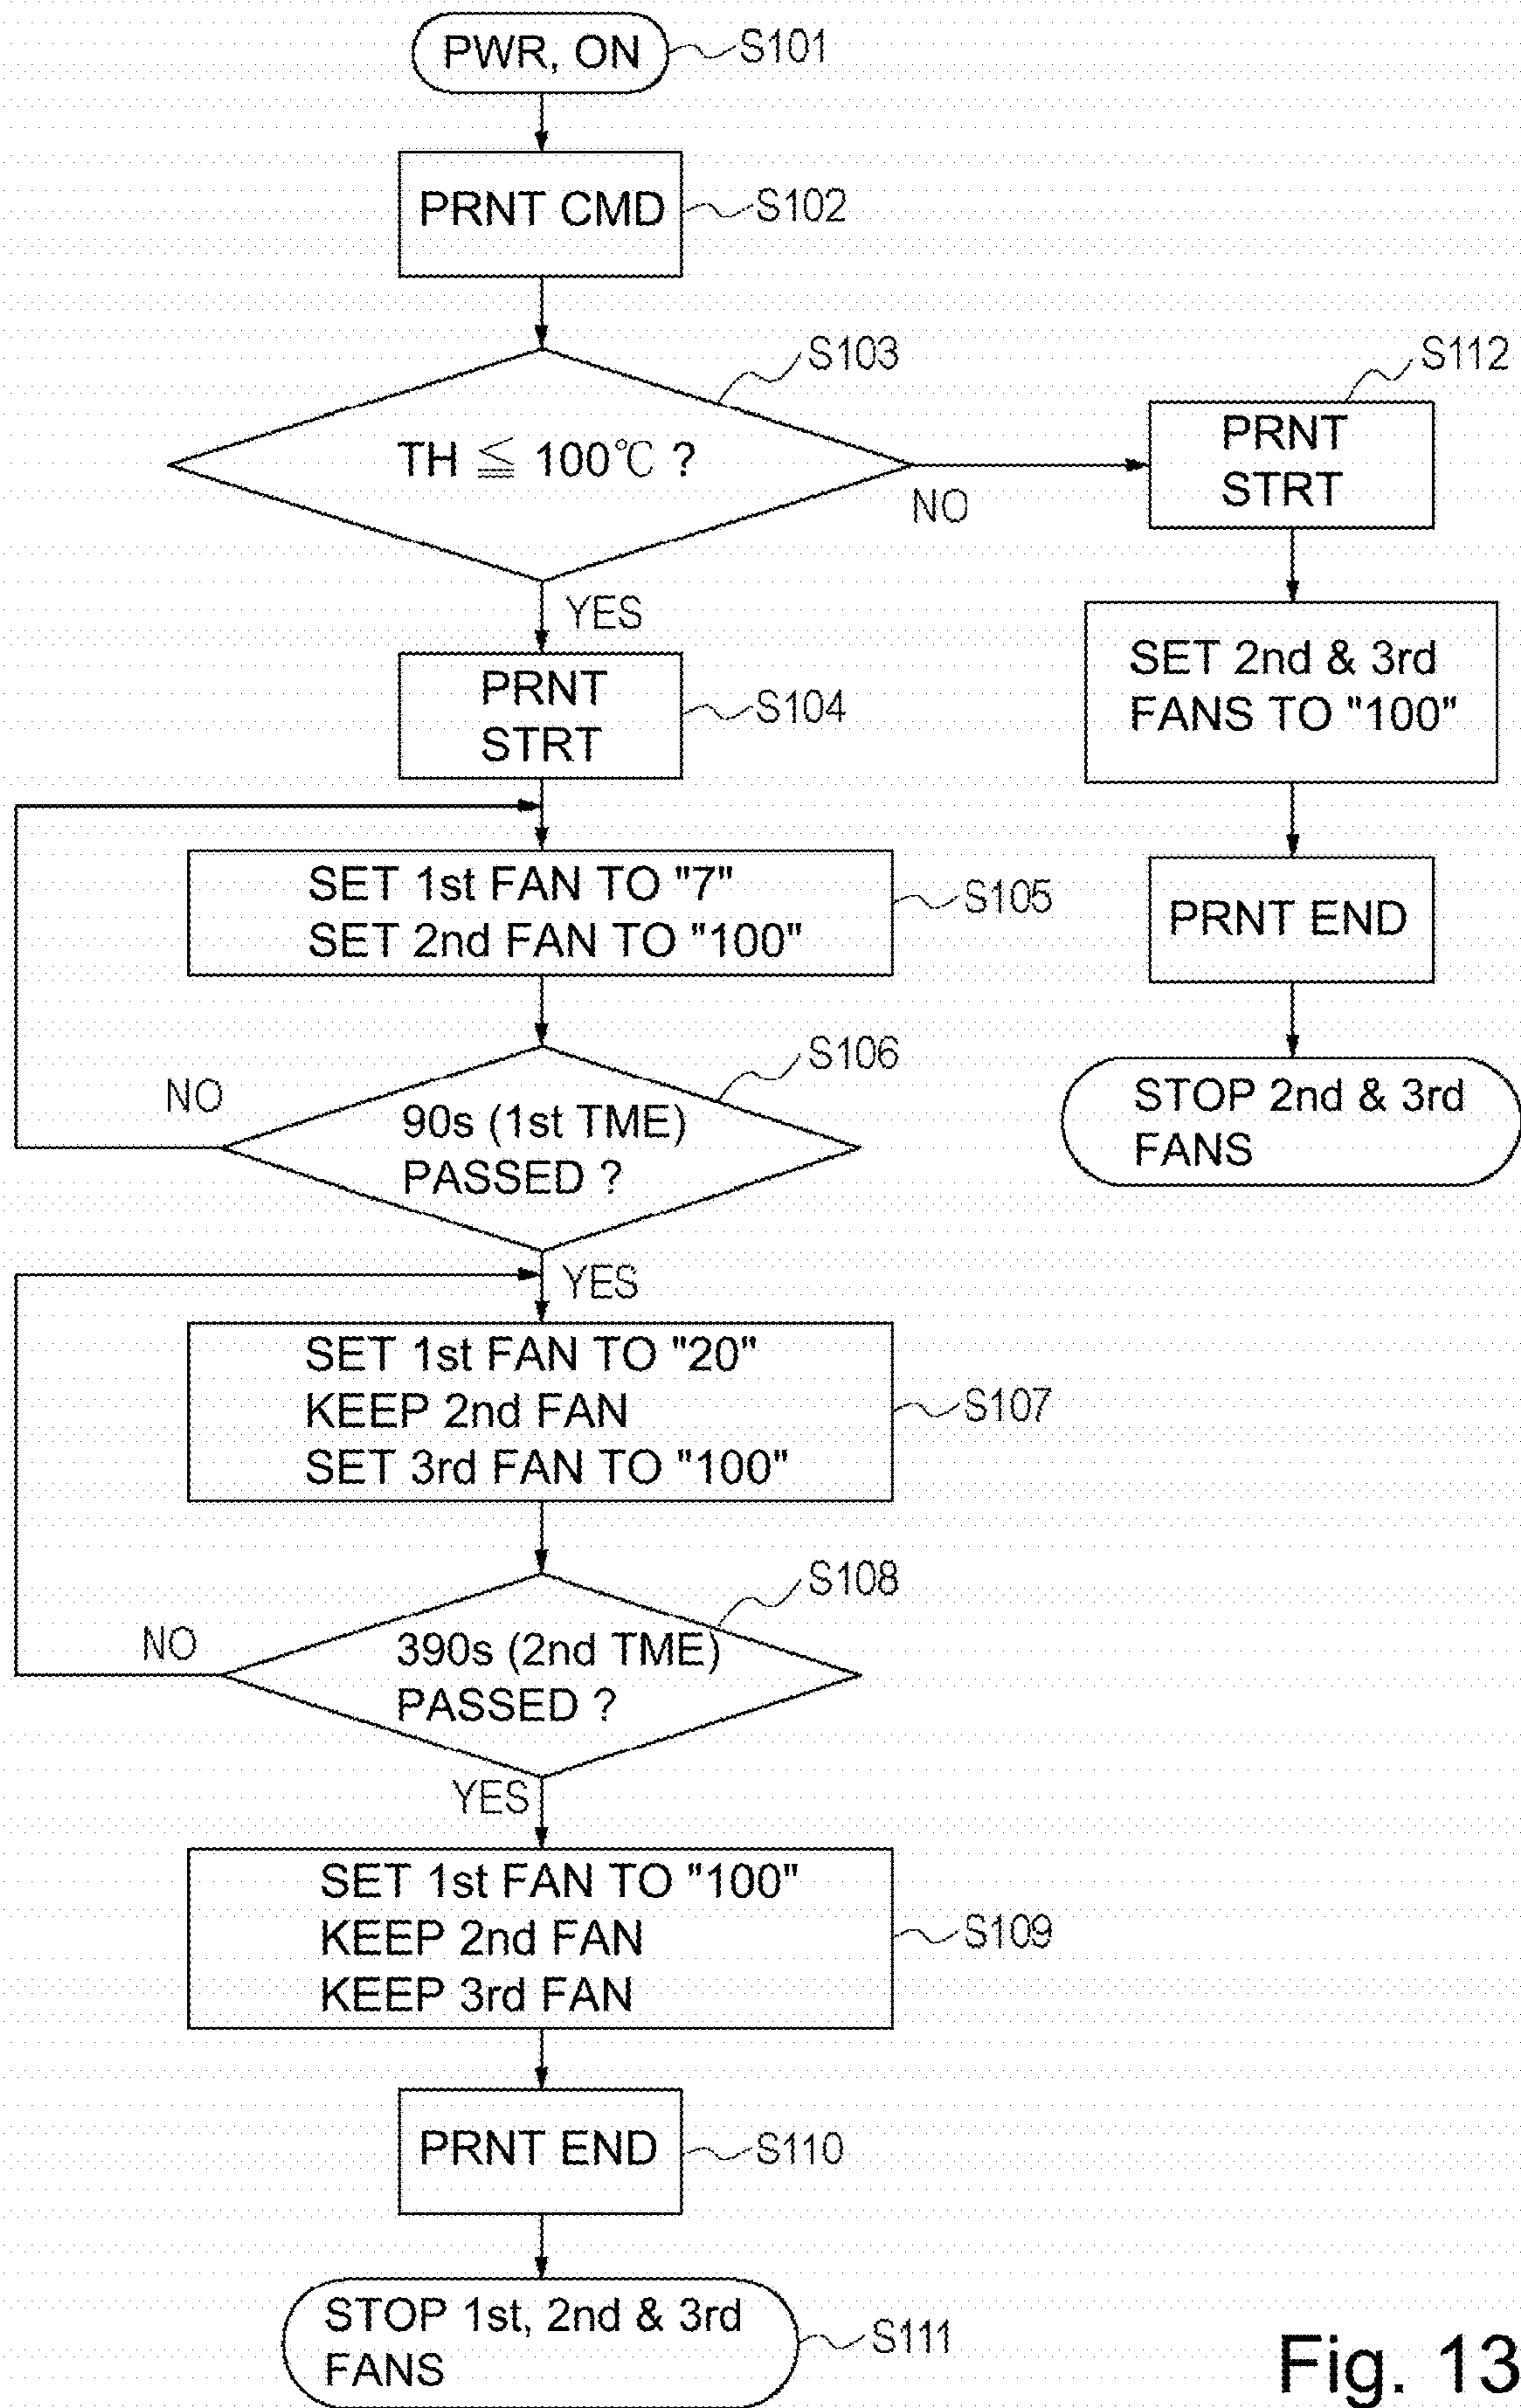 PWR, ON
S101
PRNT CMD
S102
TH ≦ 100℃ ?
S103
NO
YES
PRNT
STRT
S104
SET 1st FAN TO "7"
SET 2nd FAN TO "100"
S105
90s (1st TME)
PASSED ?
S106
NO
YES
SET 1st FAN TO "20"
KEEP 2nd FAN
SET 3rd FAN TO "100"
S107
390s (2nd TME)
PASSED ?
S108
NO
YES
SET 1st FAN TO "100"
KEEP 2nd FAN
KEEP 3rd FAN
S109
PRNT END
S110
STOP 1st, 2nd & 3rd
FANS
S111
S112
PRNT
STRT
SET 2nd & 3rd
FANS TO "100"
PRNT END
STOP 2nd & 3rd
FANS
Fig. 13